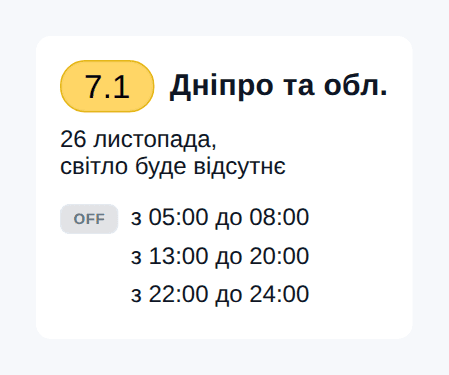 7.1 Дніпро та обл.
26 листопада,
світло буде відсутнє
OFF з 05:00 до 08:00
з 13:00 до 20:00
з 22:00 до 24:00